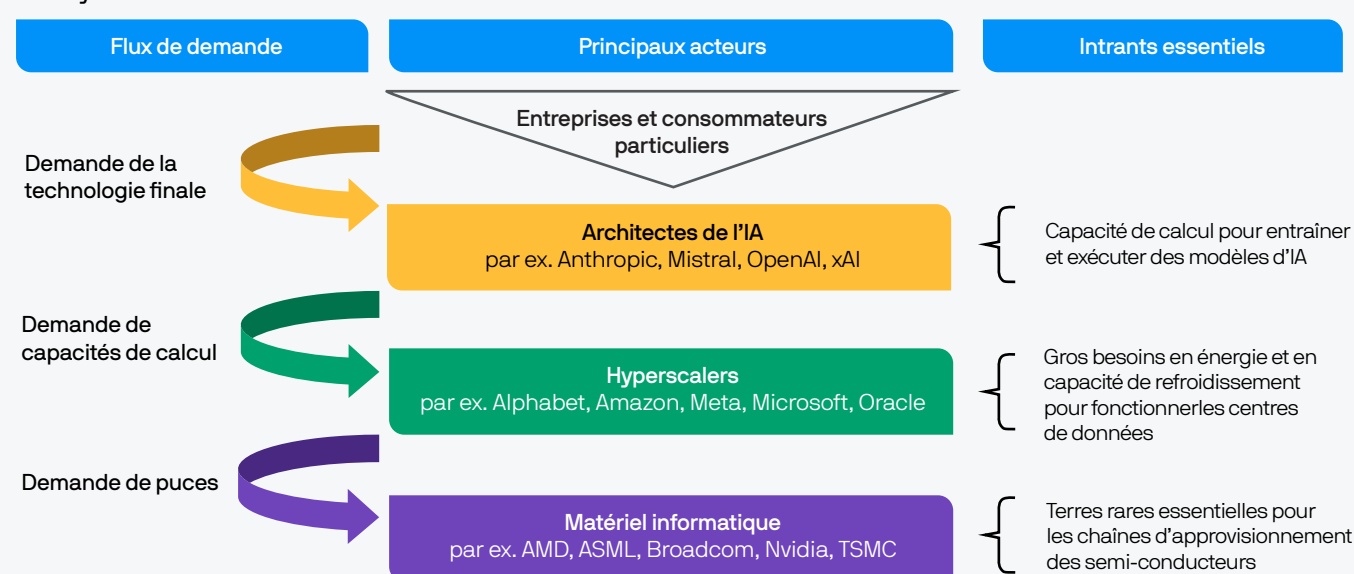 Flux de demande
Principaux acteurs
Intrants essentiels
Entreprises et consommateurs
particuliers
Demande de la
technologie finale
Architectes de l'IA
par ex. Anthropic, Mistral, OpenAI, xAI
Capacité de calcul pour entraîner
et exécuter des modèles d'IA
Demande de
capacités de calcul
Hyperscalers
par ex. Alphabet, Amazon, Meta, Microsoft, Oracle
Gros besoins en énergie et en
capacité de refroidissement
pour fonctionnerles centres
de données
Demande de puces
Matériel informatique
par ex. AMD, ASML, Broadcom, Nvidia, TSMC
Terres rares essentielles pour
les chaînes d'approvisionnement
des semi-conducteurs